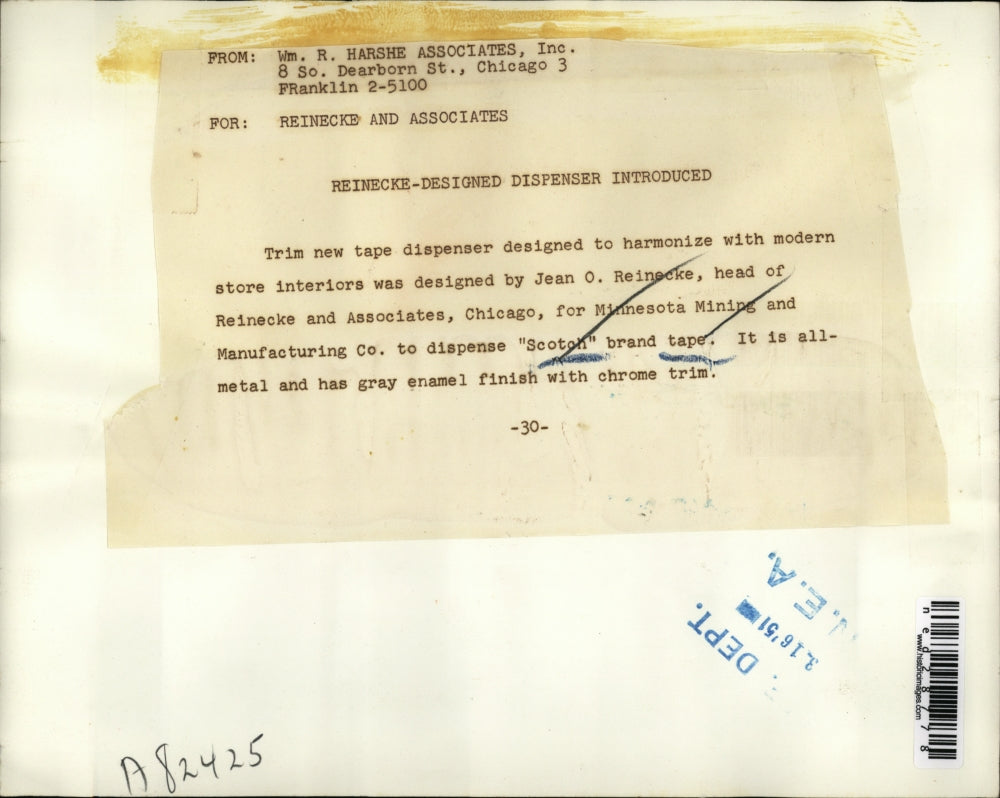 FROM: Wm. R. HARSHE ASSOCIATES, Inc.
8 So. Dearborn St., Chicago 3
FRanklin 2-5100
FOR: REINECKE AND ASSOCIATES
REINECKE-DESIGNED DISPENSER INTRODUCED
Trim new tape dispenser designed to harmonize with modern
store interiors was designed by Jean O. Reinecke, head of
Reinecke and Associates, Chicago, for Minnesota Mining and
Manufacturing Co. to dispense "Scotch" brand tape. It is all-
metal and has gray enamel finish with chrome trim.
-30-
N.E.A.
3.16'51
DEPT.
www.historicimages.com
A82425